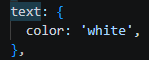 text: {
  color: 'white',
},